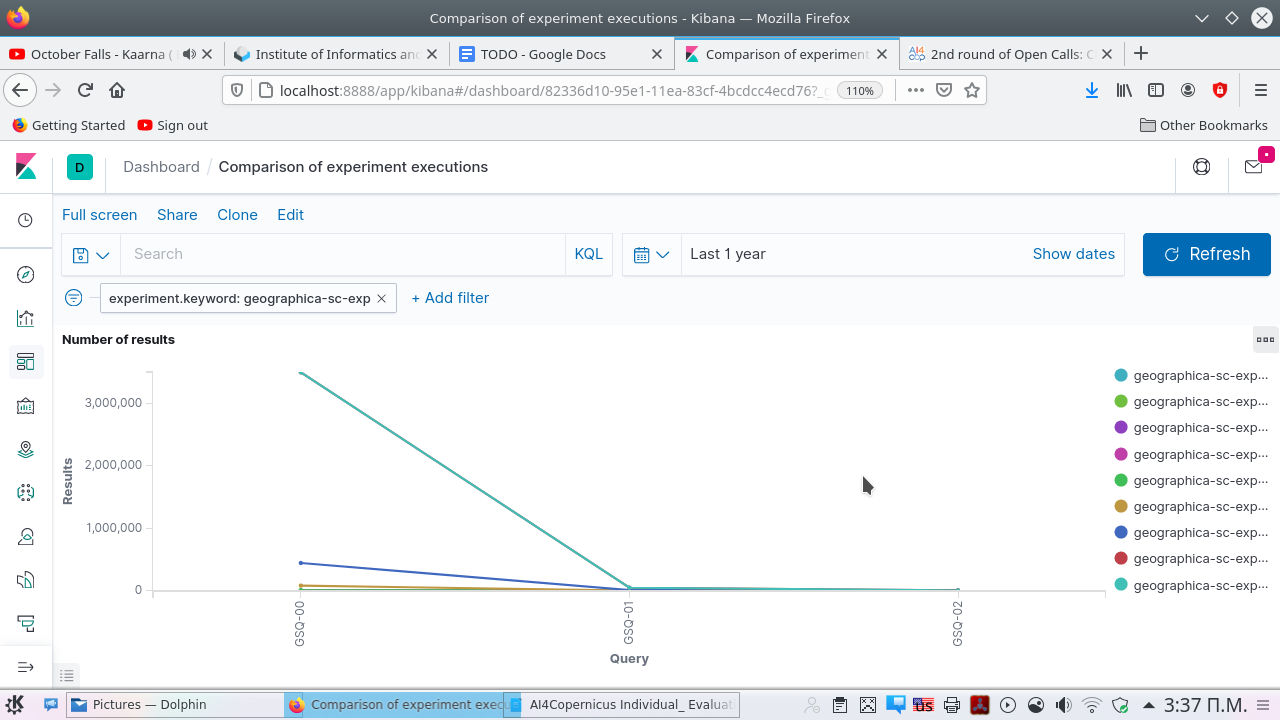 Comparison of experiment executions - Kibana — Mozilla Firefox
October Falls - Kaarna (
Institute of Informatics and
TODO - Google Docs
Comparison of experiment
2nd round of Open Calls: C
localhost:8888/app/kibana#/dashboard/82336d10-95e1-11ea-83cf-4bcdcc4ecd76?_g
110%
Getting Started
Sign out
Other Bookmarks
D
Dashboard / Comparison of experiment executions
Full screen Share Clone Edit
Search
KQL
Last 1 year
Show dates
Refresh
experiment.keyword: geographica-sc-exp ×
+ Add filter
Number of results
3,000,000
2,000,000
1,000,000
0
Results
GSQ-00
GSQ-01
GSQ-02
Query
geographica-sc-exp...
geographica-sc-exp...
geographica-sc-exp...
geographica-sc-exp...
geographica-sc-exp...
geographica-sc-exp...
geographica-sc-exp...
geographica-sc-exp...
geographica-sc-exp...
Pictures — Dolphin
Comparison of experiment exec
AI4Copernicus Individual_ Evaluat
us
3:37 Π.Μ.